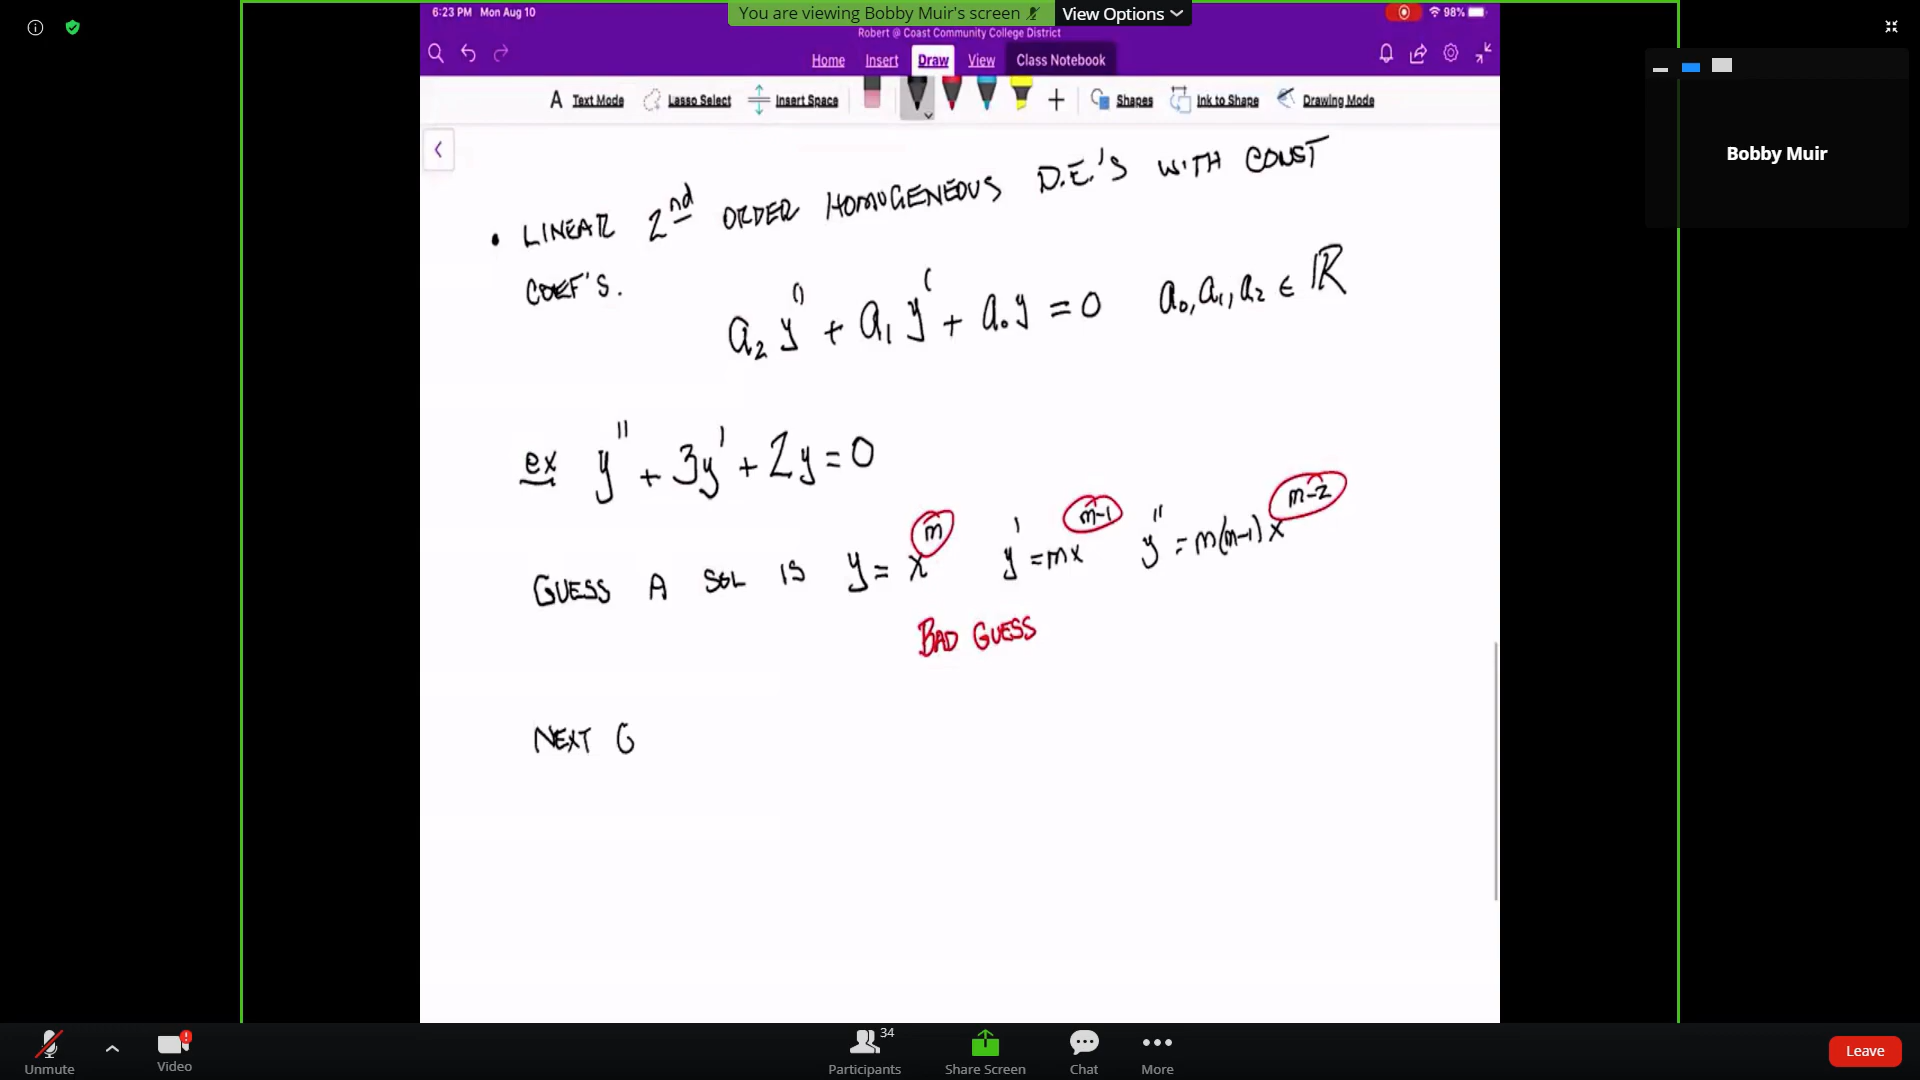 6:23 PM Mon Aug 10
You are viewing Bobby Muir's screen
View Options
98%
Robert @ Coast Community College District
Home Insert Draw View Class Notebook
A Text Mode Lasso Select Insert Space Shapes Ink to Shape Drawing Mode
Bobby Muir
• LINEAR 2nd ORDER HOMOGENEOUS D.E.'S WITH CONST
COEF'S.
a₂y'' + a₁y' + a₀y = 0 a₀, a₁, a₂ ∈ ℝ
ex y'' + 3y' + 2y = 0
GUESS A SOL IS y = x^m y' = mx^(m-1) y'' = m(m-1)x^(m-2)
BAD GUESS
NEXT G
Unmute Video Participants 34 Share Screen Chat More Leave